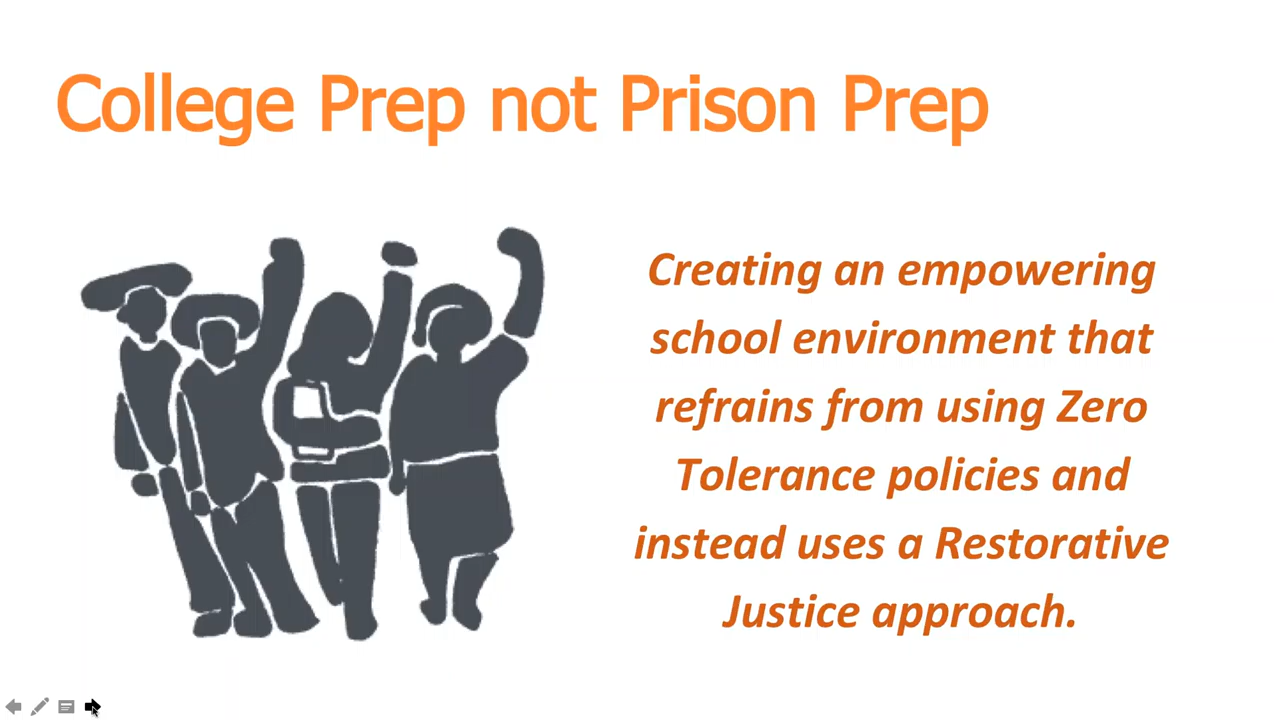 College Prep not Prison Prep
Creating an empowering
school environment that
refrains from using Zero
Tolerance policies and
instead uses a Restorative
Justice approach.